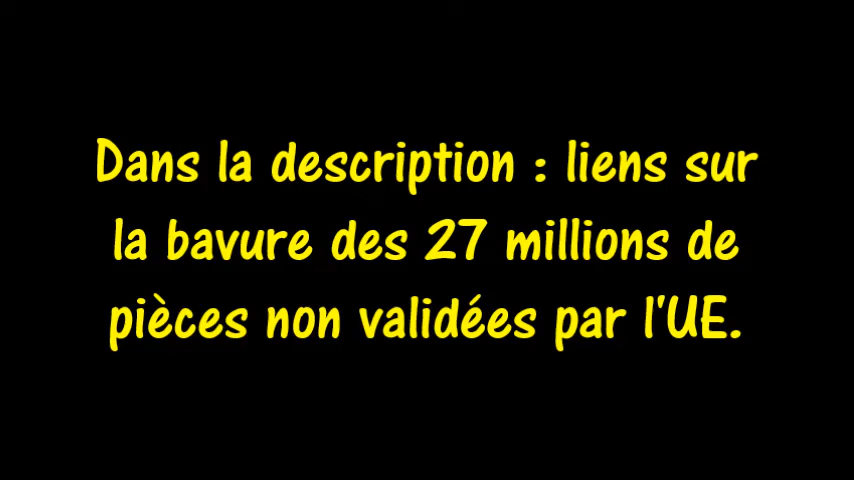 Dans la description : liens sur
la bavure des 27 millions de
pièces non validées par l'UE.